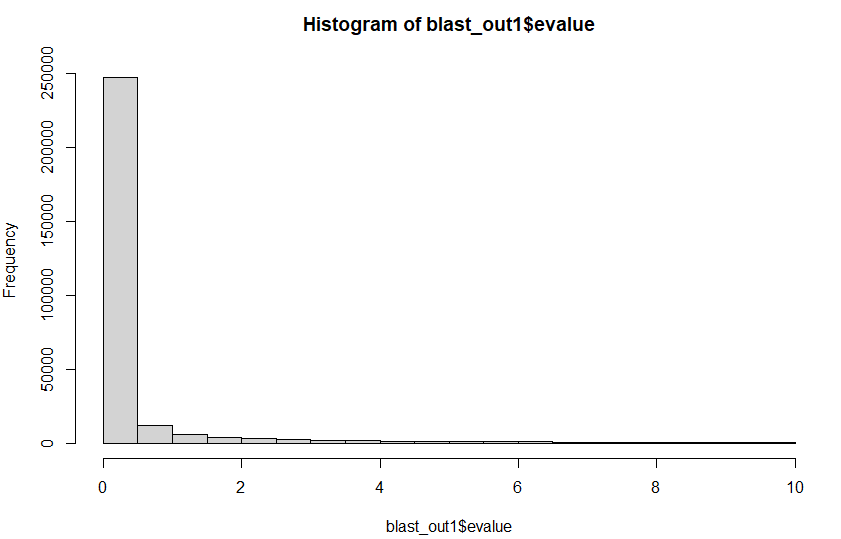 Histogram of blast_out1$evalue
Frequency
250000
200000
150000
100000
50000
0
0 2 4 6 8 10
blast_out1$evalue